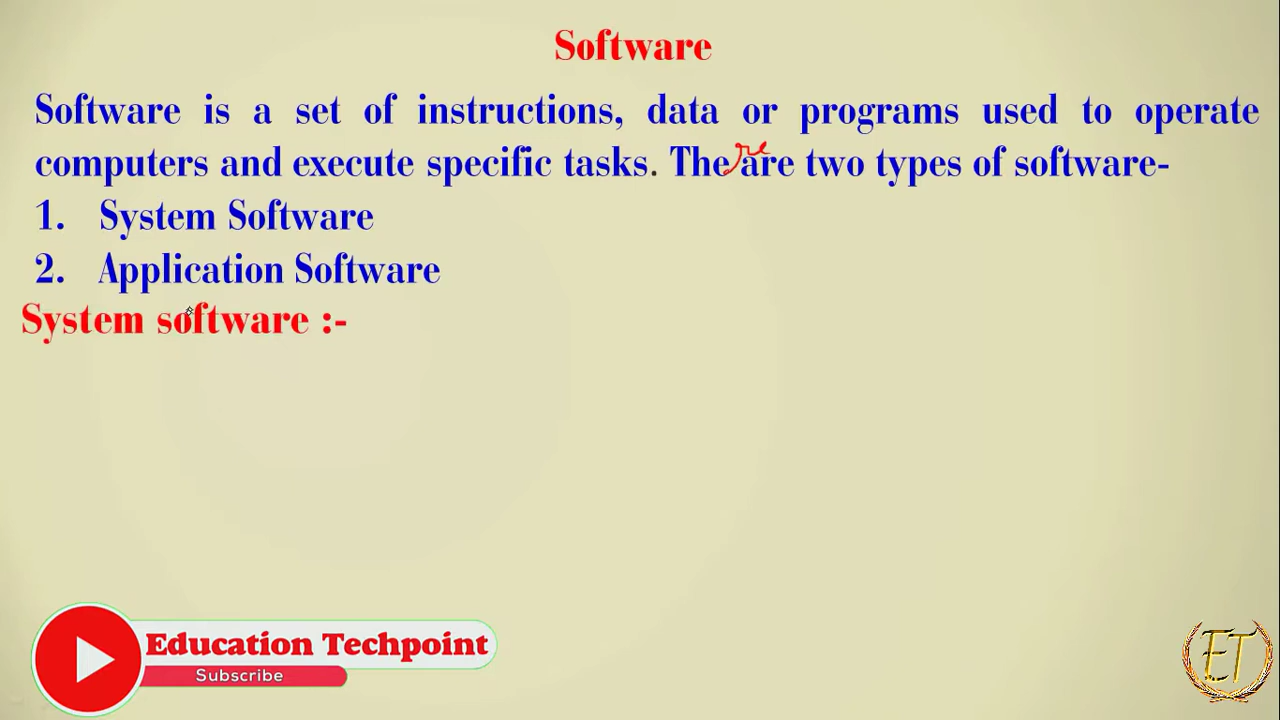 Software
Software is a set of instructions, data or programs used to operate
computers and execute specific tasks. The re are two types of software-
1. System Software
2. Application Software
System software :-
Education Techpoint
Subscribe
ET